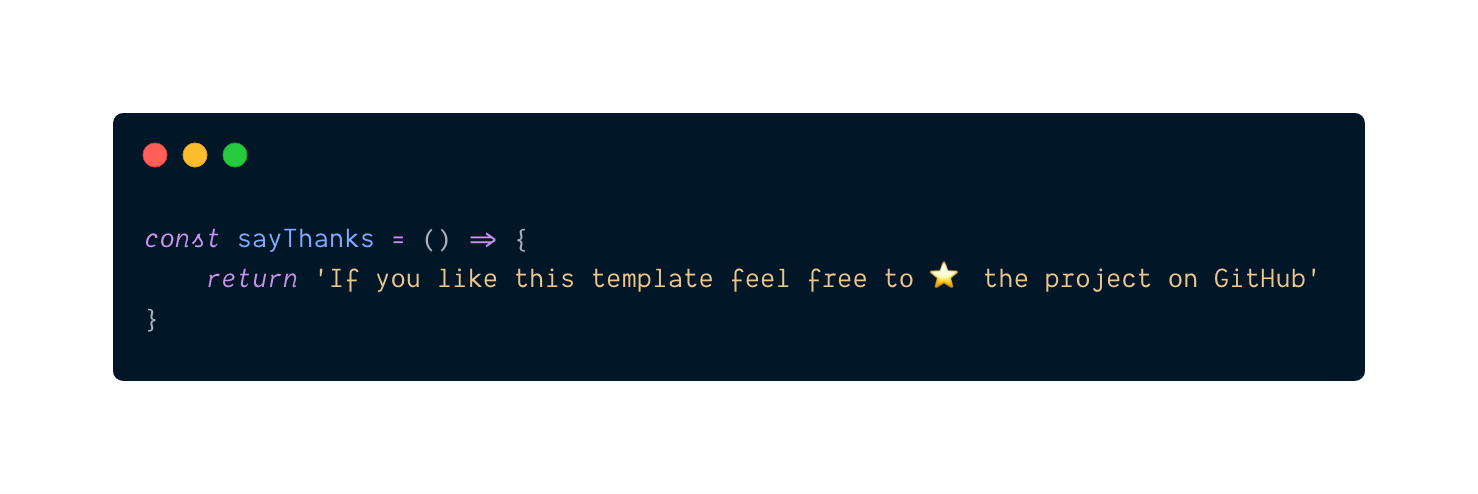 const sayThanks = () => {
    return 'If you like this template feel free to ⭐ the project on GitHub'
}